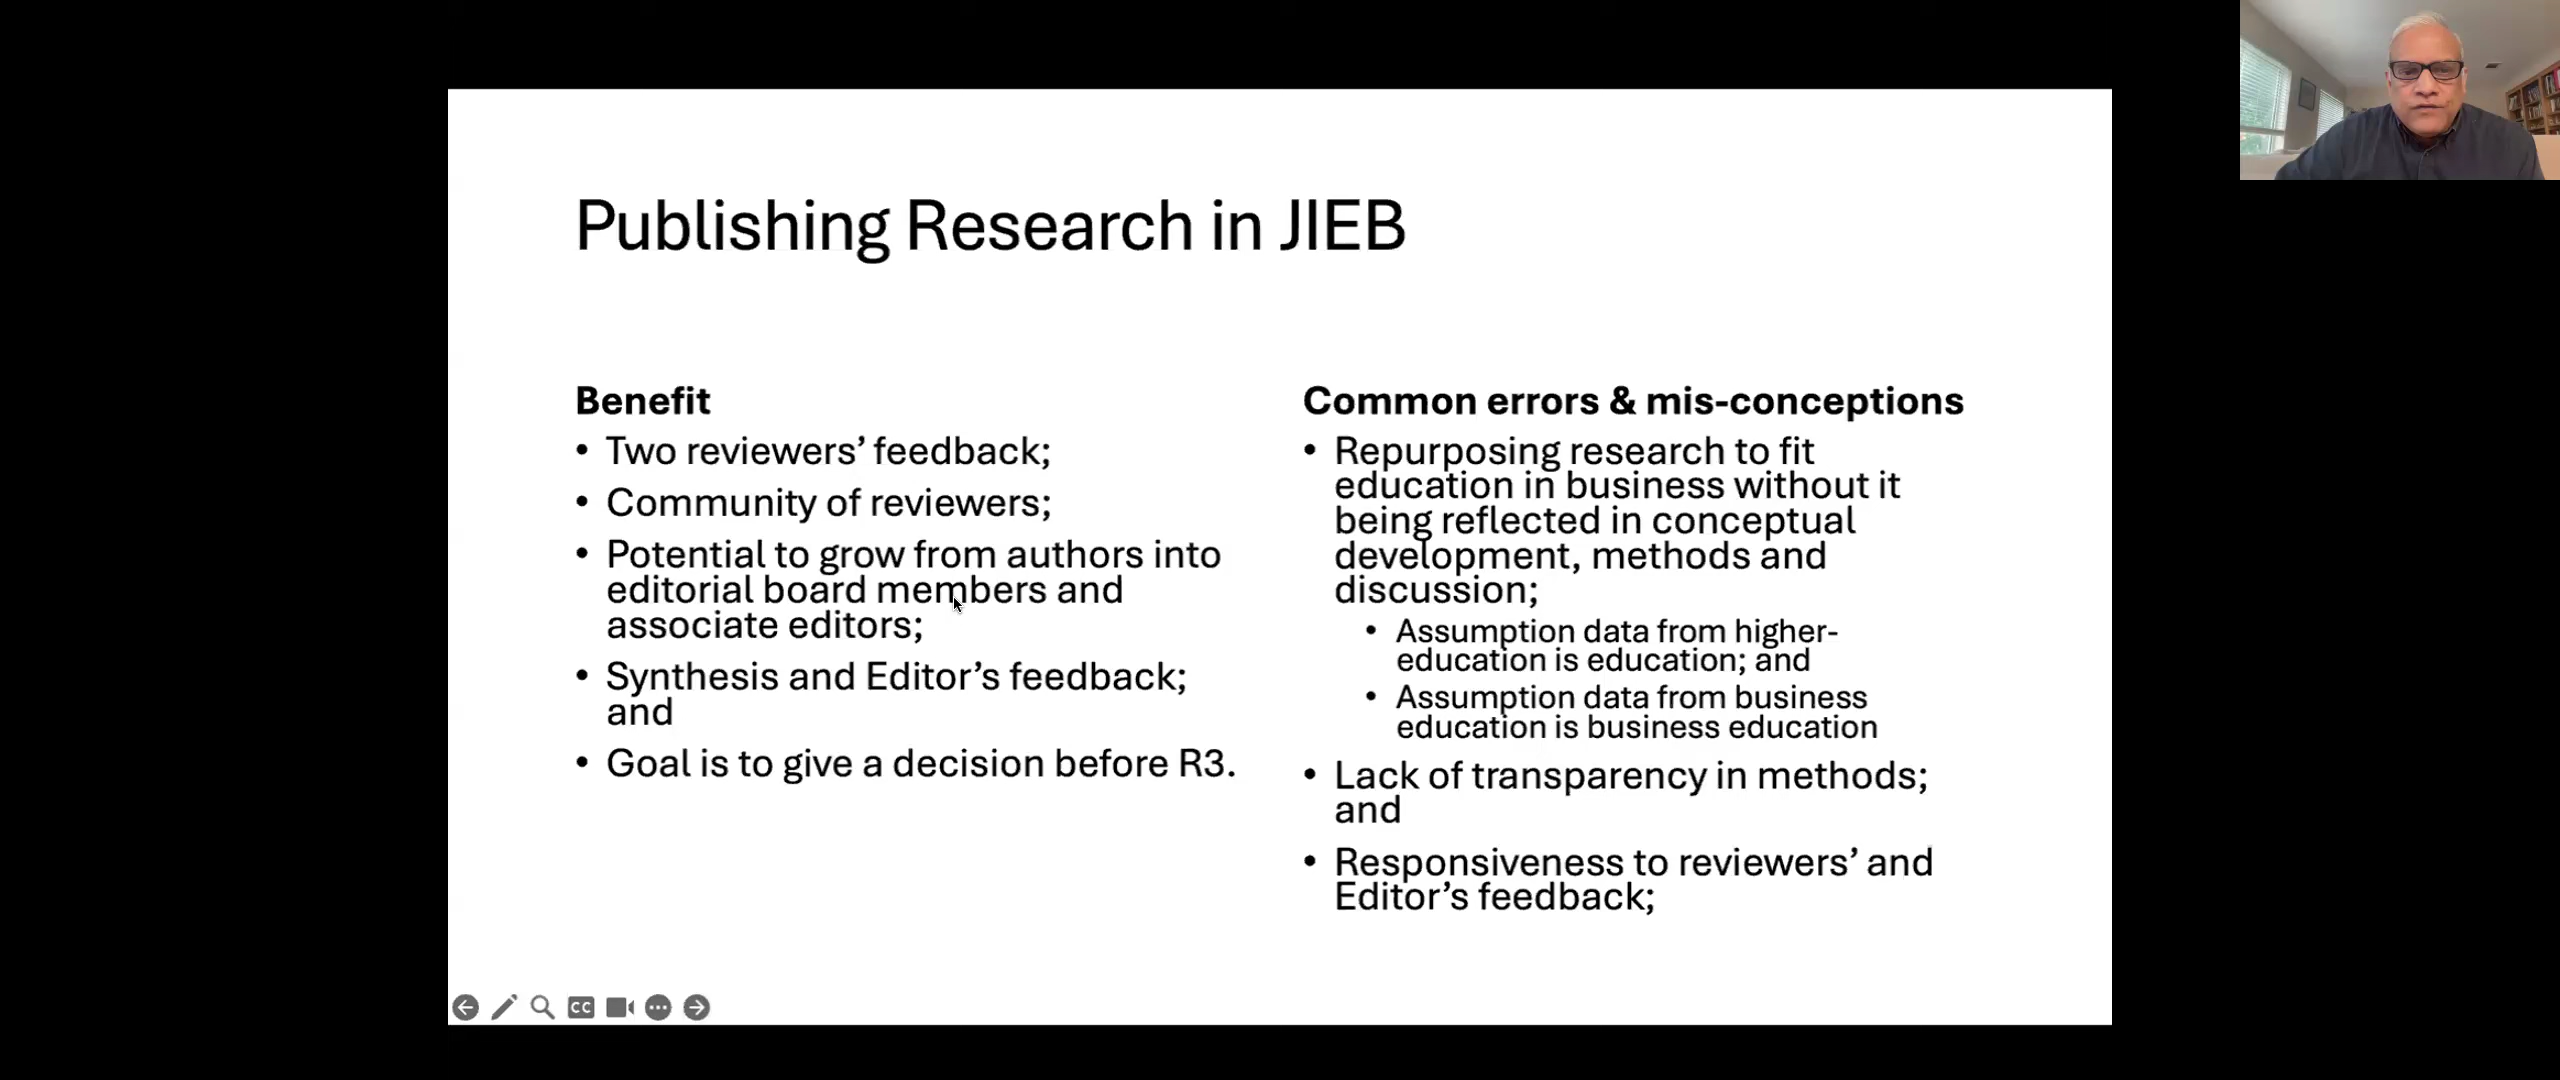 Publishing Research in JIEB
Benefit
• Two reviewers’ feedback;
• Community of reviewers;
• Potential to grow from authors into
editorial board members and
associate editors;
• Synthesis and Editor’s feedback;
and
• Goal is to give a decision before R3.
Common errors & mis-conceptions
• Repurposing research to fit
education in business without it
being reflected in conceptual
development, methods and
discussion;
• Assumption data from higher-
education is education; and
• Assumption data from business
education is business education
• Lack of transparency in methods;
and
• Responsiveness to reviewers’ and
Editor’s feedback;
CC